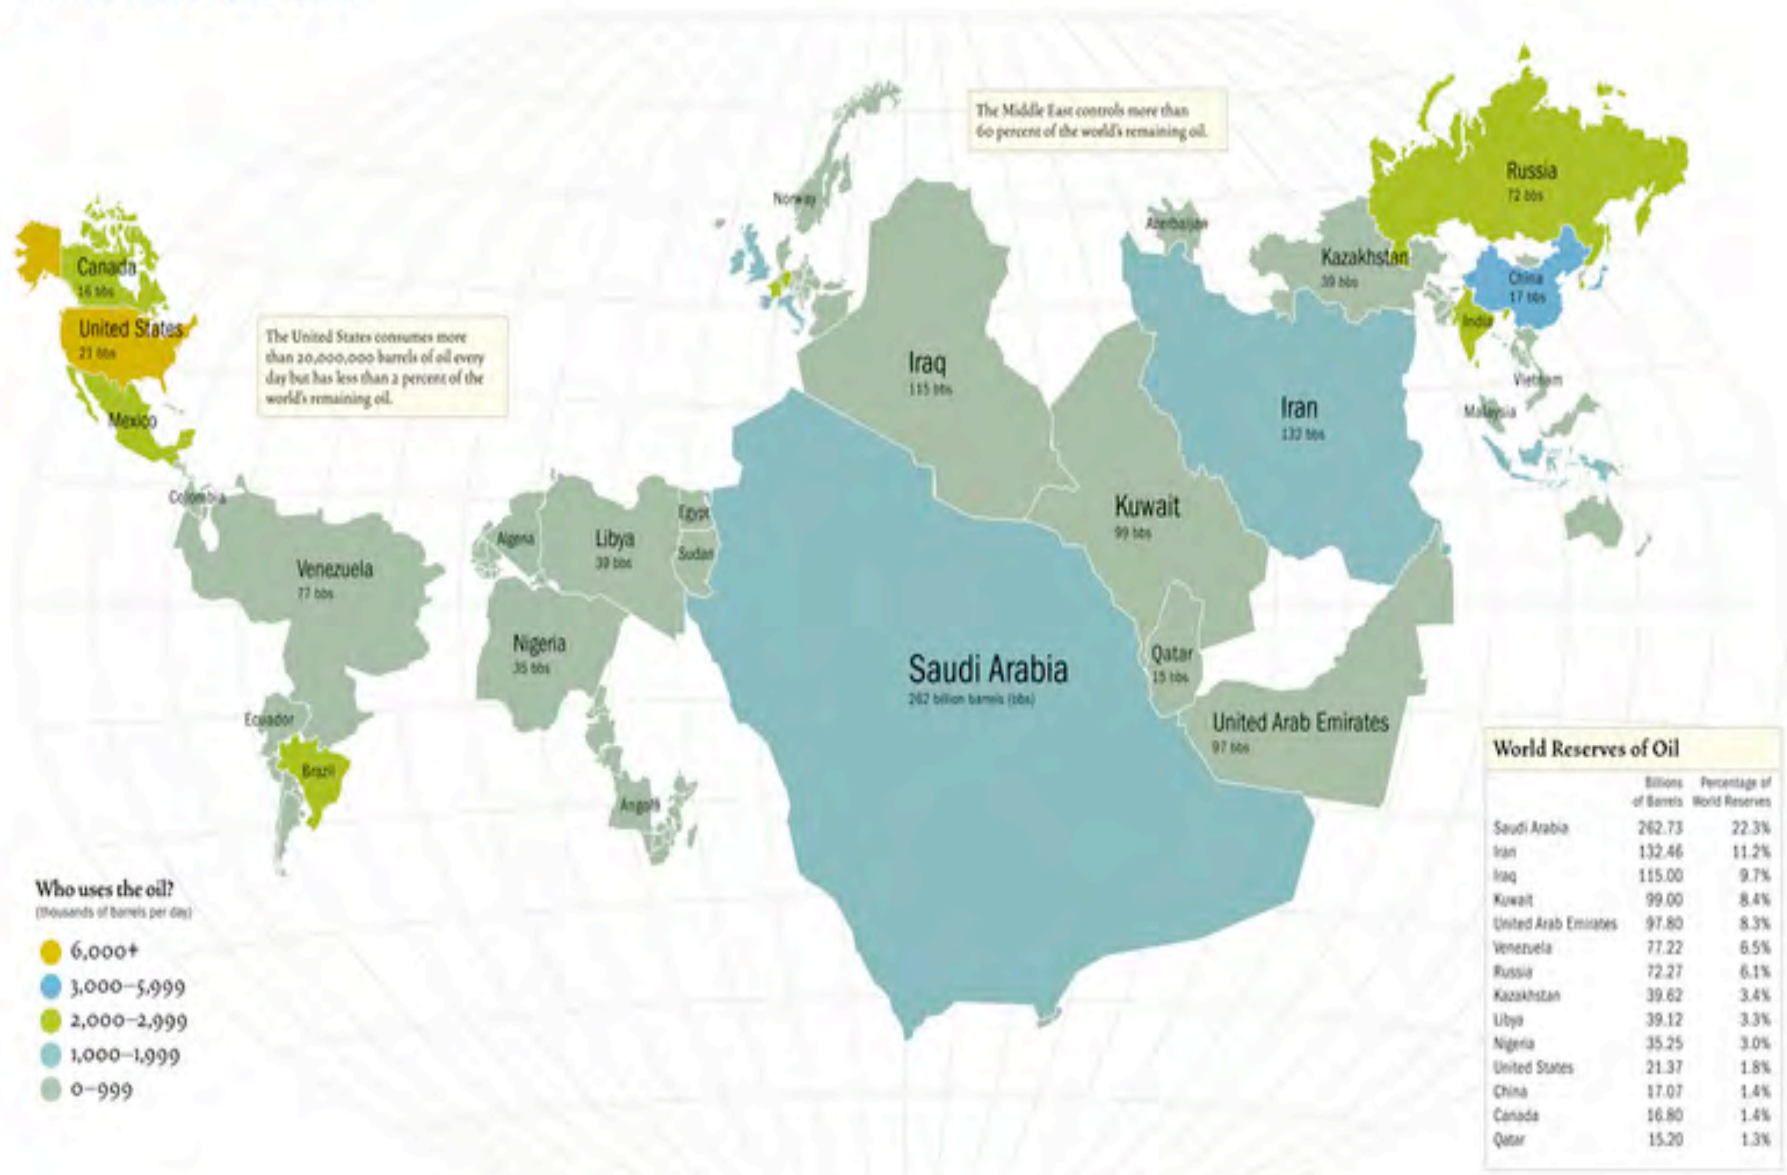 The Middle East controls more than
60 percent of the world's remaining oil.
Norway
Azerbaijan
Russia
72 bbs
Kazakhstan
39 bbs
China
17 bbs
India
Vietnam
Malaysia
Canada
16 bbs
United States
21 bbs
Mexico
The United States consumes more
than 20,000,000 barrels of oil every
day but has less than 2 percent of the
world's remaining oil.
Iraq
115 bbs
Iran
132 bbs
Kuwait
99 bbs
Colombia
Venezuela
77 bbs
Algeria
Libya
39 bbs
Egypt
Sudan
Nigeria
35 bbs
Saudi Arabia
262 billion barrels (bbs)
Qatar
15 bbs
United Arab Emirates
97 bbs
Ecuador
Brazil
Angola
Who uses the oil?
(thousands of barrels per day)
6,000+
3,000–5,999
2,000–2,999
1,000–1,999
0–999
World Reserves of Oil
Billions Percentage of
of Barrels World Reserves
Saudi Arabia 262.73 22.3%
Iran 132.46 11.2%
Iraq 115.00 9.7%
Kuwait 99.00 8.4%
United Arab Emirates 97.80 8.3%
Venezuela 77.22 6.5%
Russia 72.27 6.1%
Kazakhstan 39.62 3.4%
Libya 39.12 3.3%
Nigeria 35.25 3.0%
United States 21.37 1.8%
China 17.07 1.4%
Canada 16.80 1.4%
Qatar 15.20 1.3%